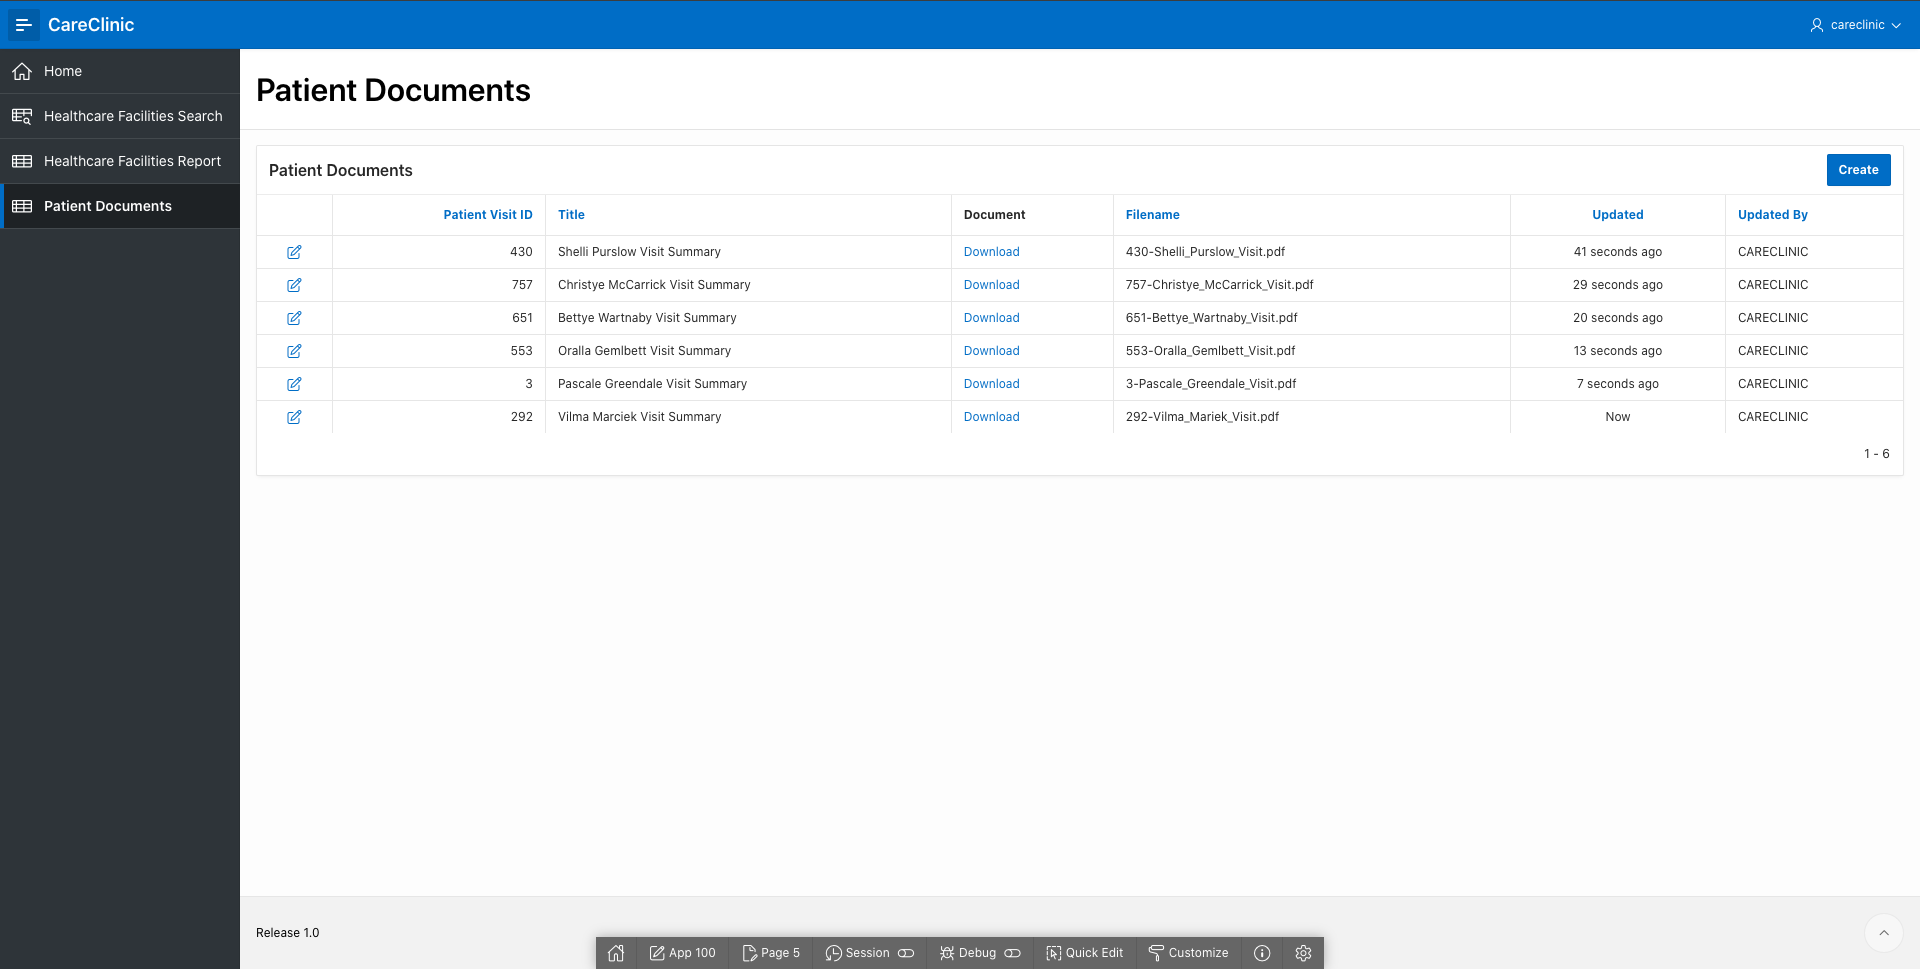 CareClinic
careclinic
Home
Healthcare Facilities Search
Healthcare Facilities Report
Patient Documents
Patient Documents
Patient Documents
Create
Patient Visit ID Title Document Filename Updated Updated By
430 Shelli Purslow Visit Summary Download 430-Shelli_Purslow_Visit.pdf 41 seconds ago CARECLINIC
757 Christye McCarrick Visit Summary Download 757-Christye_McCarrick_Visit.pdf 29 seconds ago CARECLINIC
651 Bettye Wartnaby Visit Summary Download 651-Bettye_Wartnaby_Visit.pdf 20 seconds ago CARECLINIC
553 Oralla Gemlbett Visit Summary Download 553-Oralla_Gemlbett_Visit.pdf 13 seconds ago CARECLINIC
3 Pascale Greendale Visit Summary Download 3-Pascale_Greendale_Visit.pdf 7 seconds ago CARECLINIC
292 Vilma Marciek Visit Summary Download 292-Vilma_Mariek_Visit.pdf Now CARECLINIC
1 - 6
Release 1.0
App 100 Page 5 Session Debug Quick Edit Customize